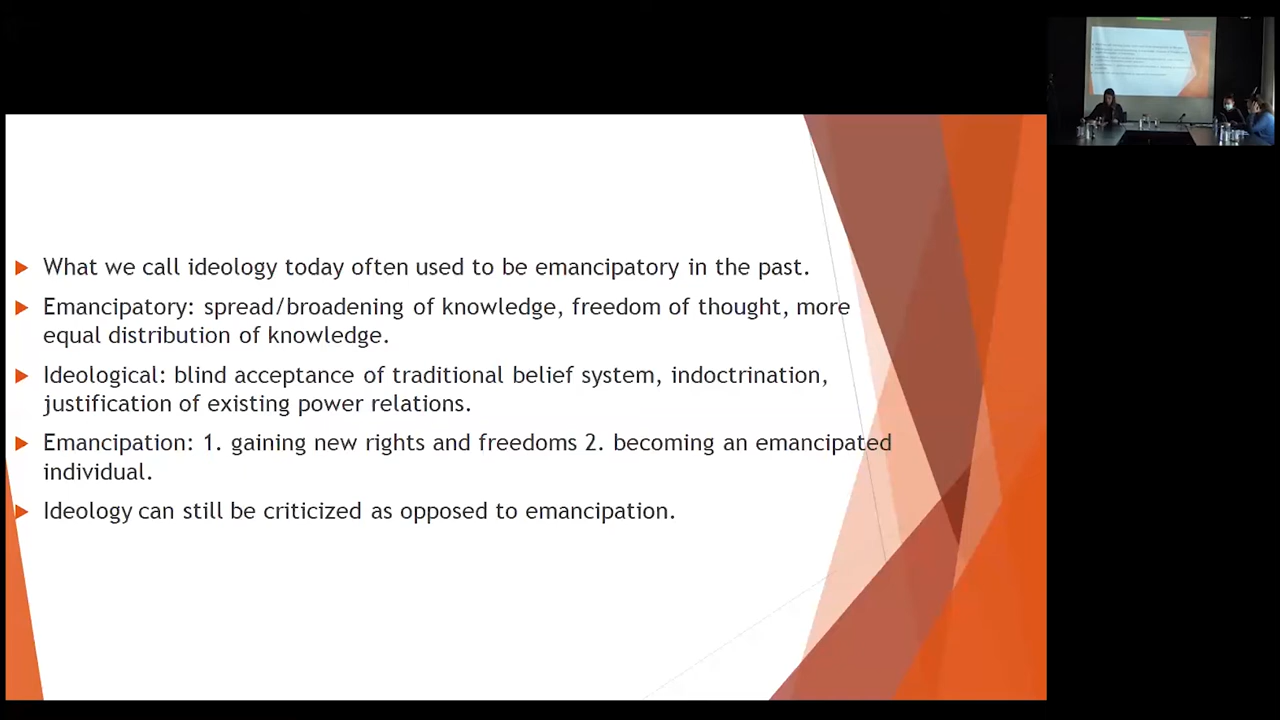 What we call ideology today often used to be emancipatory in the past.
Emancipatory: spread/broadening of knowledge, freedom of thought, more
equal distribution of knowledge.
Ideological: blind acceptance of traditional belief system, indoctrination,
justification of existing power relations.
Emancipation: 1. gaining new rights and freedoms 2. becoming an emancipated
individual.
Ideology can still be criticized as opposed to emancipation.